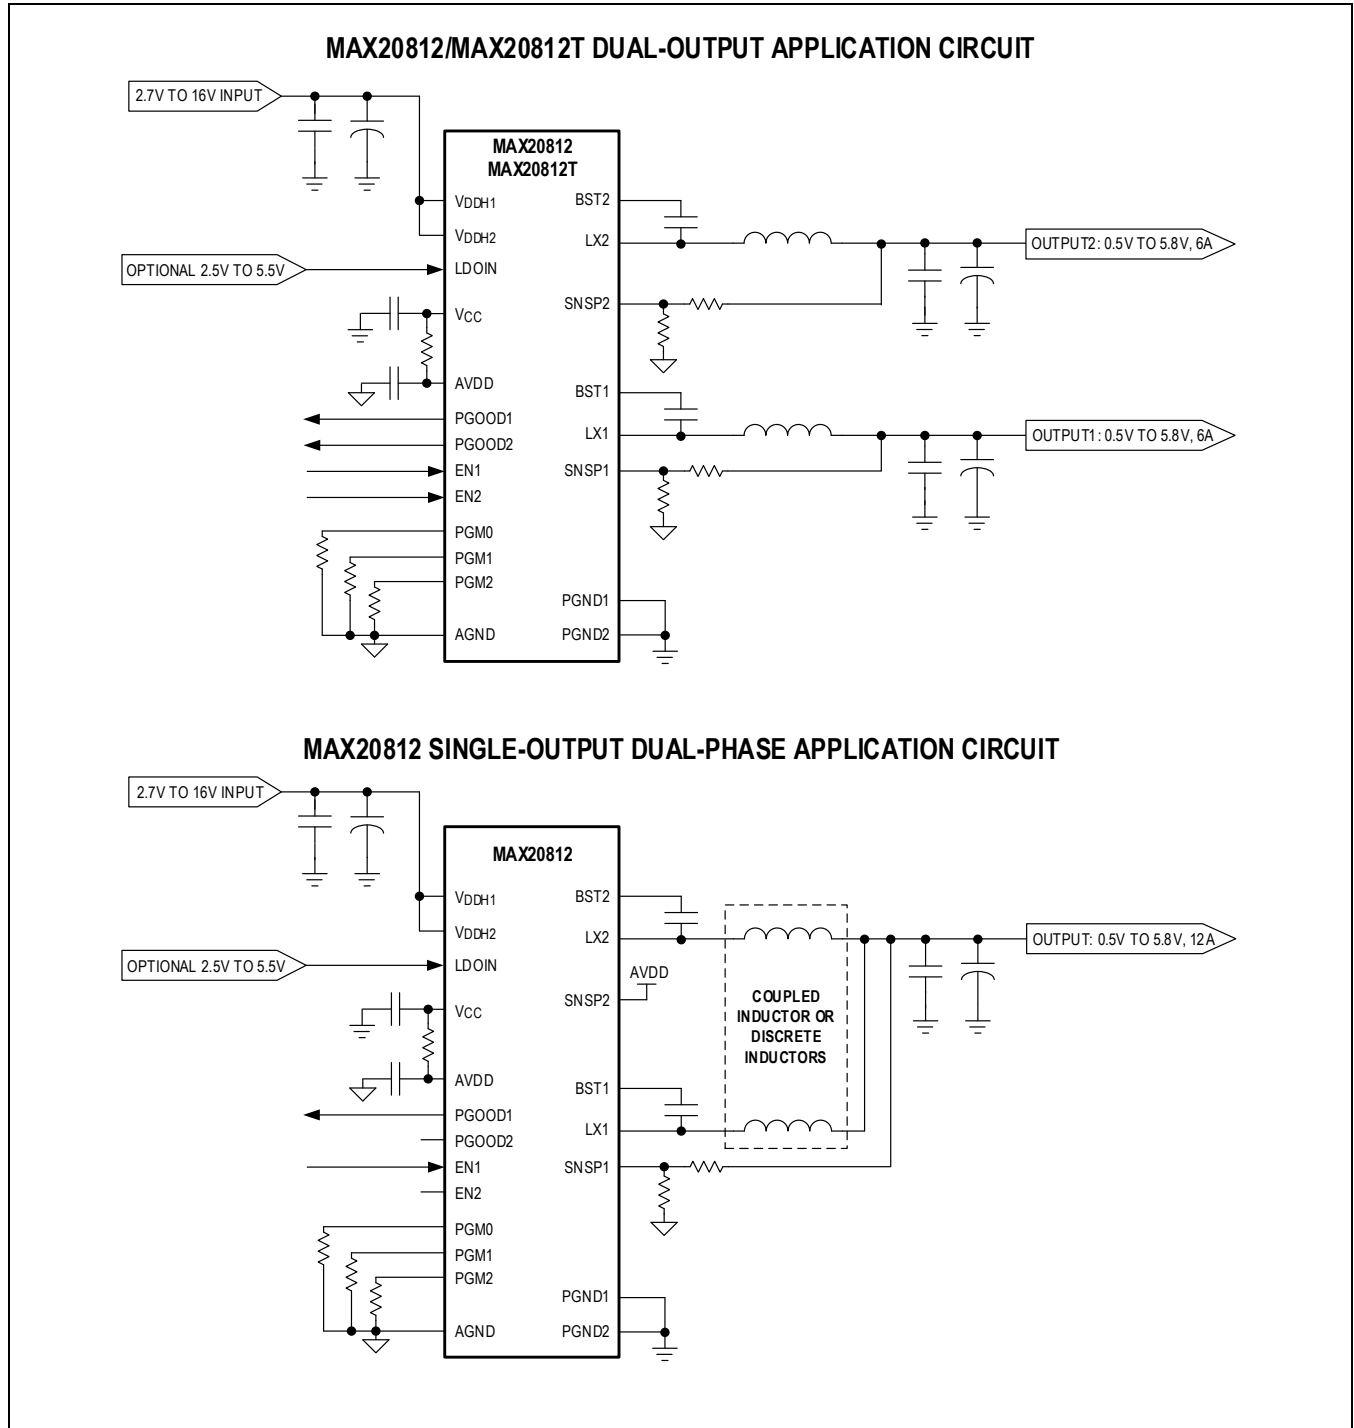 MAX20812/MAX20812T DUAL-OUTPUT APPLICATION CIRCUIT
2.7V TO 16V INPUT
MAX20812
MAX20812T
VDDH1
BST2
VDDH2
LX2
OUTPUT2: 0.5V TO 5.8V, 6A
OPTIONAL 2.5V TO 5.5V
LDOIN
SNSP2
VCC
AVDD
BST1
PGOOD1
LX1
OUTPUT1: 0.5V TO 5.8V, 6A
PGOOD2
EN1
SNSP1
EN2
PGM0
PGM1
PGM2
PGND1
AGND
PGND2
MAX20812 SINGLE-OUTPUT DUAL-PHASE APPLICATION CIRCUIT
2.7V TO 16V INPUT
MAX20812
VDDH1
BST2
VDDH2
LX2
OUTPUT: 0.5V TO 5.8V, 12A
OPTIONAL 2.5V TO 5.5V
LDOIN
AVDD
SNSP2
COUPLED
INDUCTOR OR
DISCRETE
INDUCTORS
VCC
AVDD
BST1
PGOOD1
LX1
PGOOD2
EN1
SNSP1
EN2
PGM0
PGM1
PGM2
PGND1
AGND
PGND2